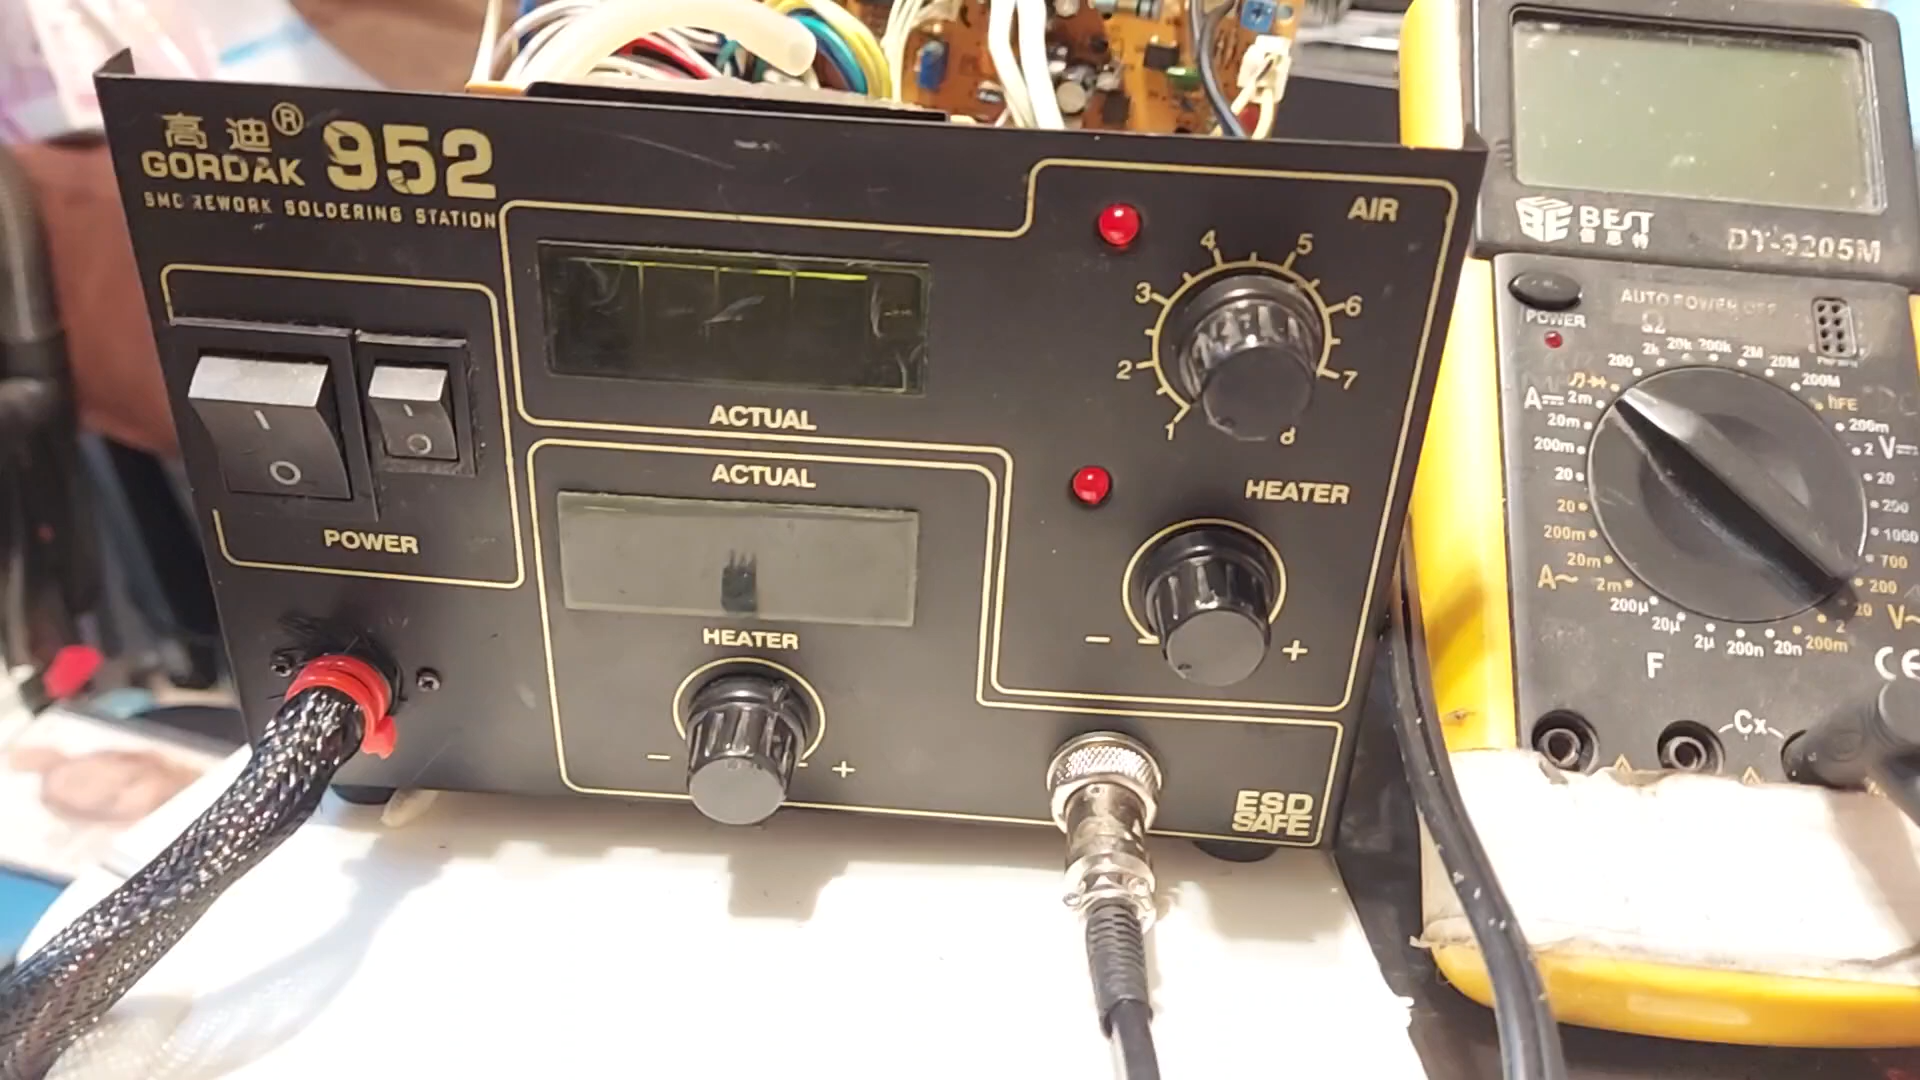 高迪®
GORDAK 952
SMC REWORK SOLDERING STATION
POWER
ACTUAL
ACTUAL
HEATER
− +
AIR
1 2 3 4 5 6 7 8
HEATER
− +
ESD
SAFE
BEST
DT-9205M
POWER
AUTO POWER OFF
Ω
200 2k 20k 200k 2M 20M 200M
hFE
A 2m 20m 200m 20
20 200m 20m 2m
A~
200µ 20µ 2µ 200n 20n
F
200m 2 20 200 1000
V
700 200 20 2 200m
V~
Cx
CE